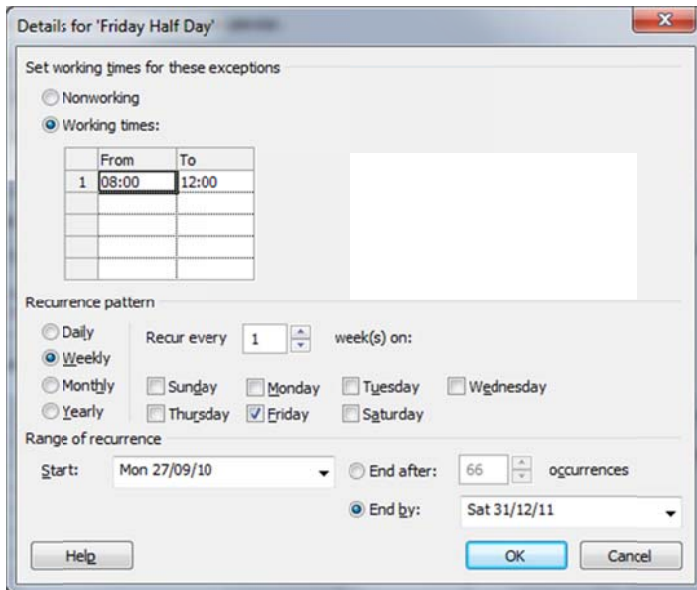 Details for 'Friday Half Day'
Set working times for these exceptions
Nonworking
Working times:
From To
1 08:00 12:00
Recurrence pattern
Daily
Weekly
Monthly
Yearly
Recur every 1 week(s) on:
Sunday Monday Tuesday Wednesday
Thursday Friday Saturday
Range of recurrence
Start: Mon 27/09/10 End after: 66 occurrences
End by: Sat 31/12/11
Help OK Cancel